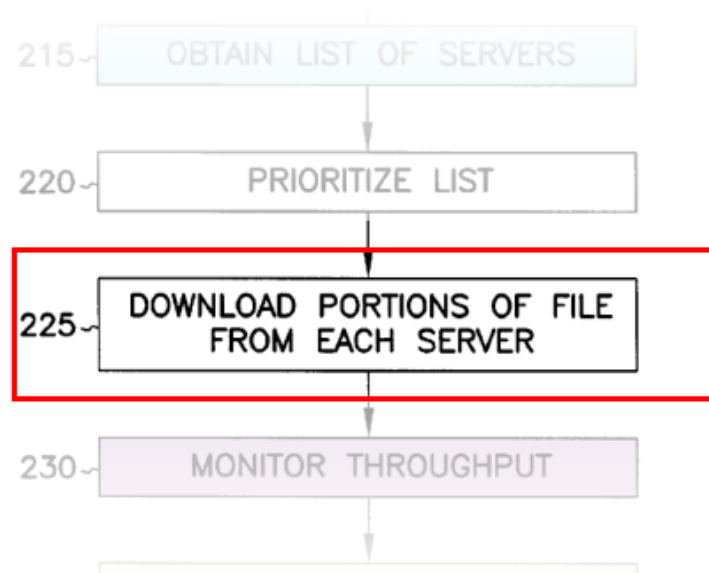 215 OBTAIN LIST OF SERVERS
220 PRIORITIZE LIST
225 DOWNLOAD PORTIONS OF FILE
FROM EACH SERVER
230 MONITOR THROUGHPUT